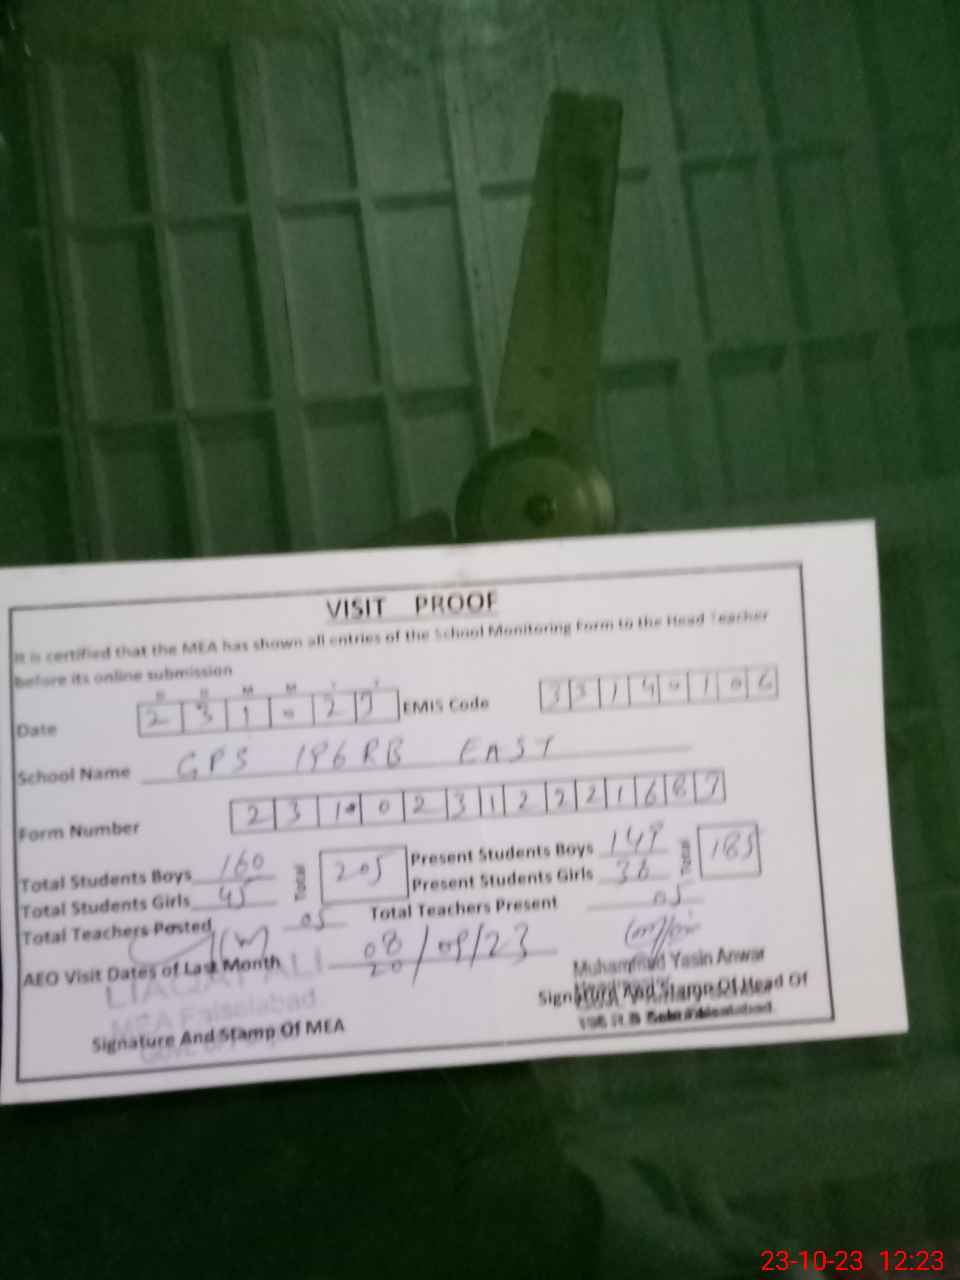 VISIT PROOF
It is certified that the MEA has shown all entries of the School Monitoring Form to the Head Teacher
before its online submission
D D M M Y Y
Date 2 3 1 0 2 3 EMIS Code 3 3 1 4 0 1 0 6
School Name GPS 196 RB EAST
Form Number 2 3 1 0 0 2 3 1 2 2 2 1 6 8 7
Total Students Boys 160 Total 205 Present Students Boys 149 Total 185
Total Students Girls 45 Present Students Girls 36
Total Teachers Posted 05 Total Teachers Present 05
AEO Visit Dates of Last Month 08/09/23
20
LIAQAT ALI
MEA Faisalabad
Signature And Stamp Of MEA
Muhammad Yasin Anwar
Signature And Stamp Of Head Of
196 R.B
23-10-23 12:23